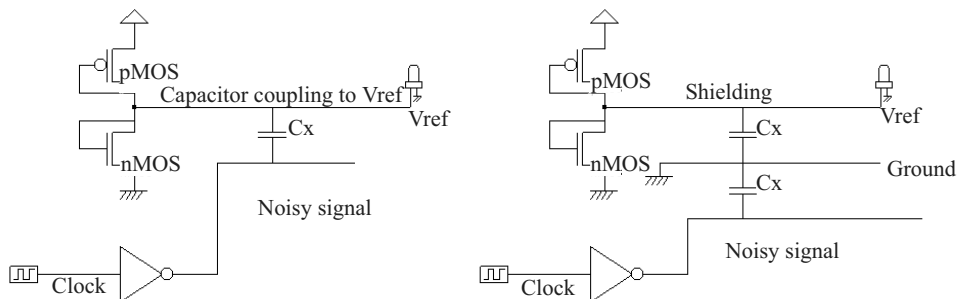 pMOS
Capacitor coupling to Vref
Vref
Cx
nMOS
Noisy signal
Clock
pMOS
Shielding
Vref
Cx
nMOS
Ground
Cx
Noisy signal
Clock